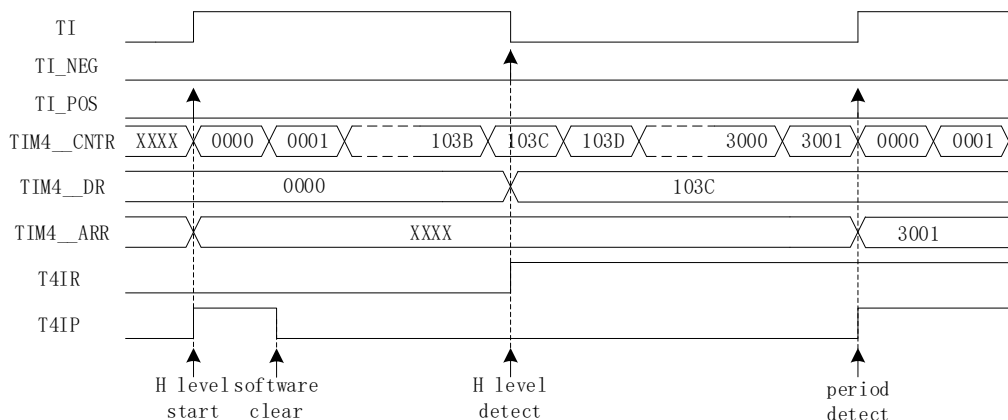 TI
TI_NEG
TI_POS
TIM4__CNTR XXXX 0000 0001 103B 103C 103D 3000 3001 0000 0001
TIM4__DR 0000 103C
TIM4__ARR XXXX 3001
T4IR
T4IP
H level start
software clear
H level detect
period detect